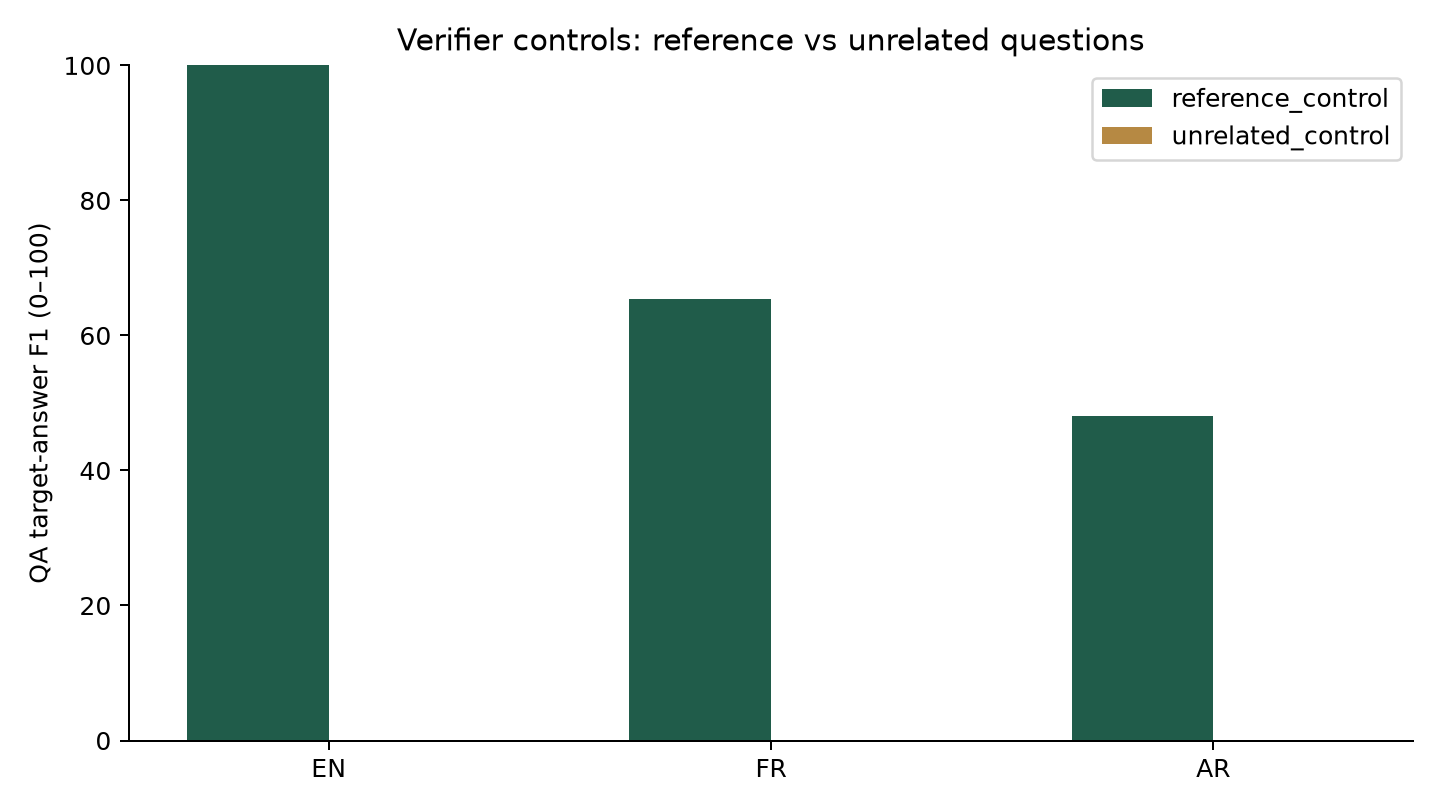 Verifier controls: reference vs unrelated questions
reference_control
unrelated_control
QA target-answer F1 (0–100)
100
80
60
40
20
0
EN
FR
AR